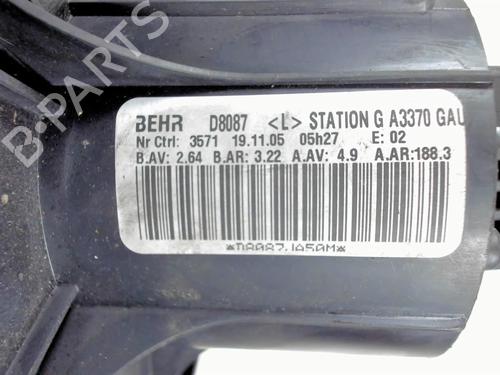 BEHR D8087 <L> STATION G A3370 GAU
Nr Ctrl: 3571 19.11.05 05h27 E: 02
B.AV: 2.64 B.AR: 3.22 A.AV: 4.9 A.AR:188.3
*D8087JA50M*
B-PARTS